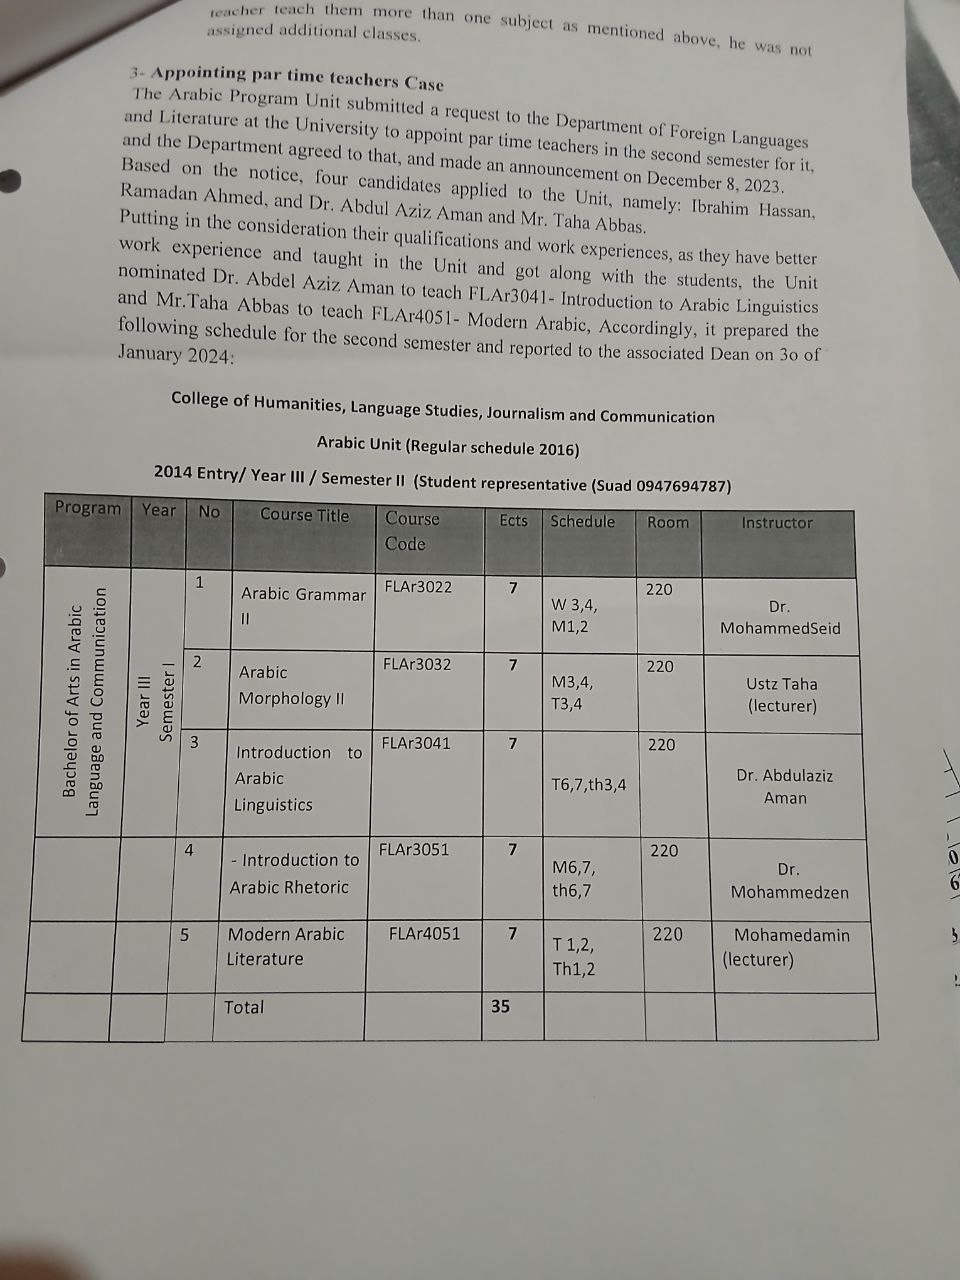 teacher teach them more than one subject as mentioned above, he was not
assigned additional classes.
3- Appointing par time teachers Case
The Arabic Program Unit submitted a request to the Department of Foreign Languages
and Literature at the University to appoint par time teachers in the second semester for it,
and the Department agreed to that, and made an announcement on December 8, 2023.
Based on the notice, four candidates applied to the Unit, namely: Ibrahim Hassan,
Ramadan Ahmed, and Dr. Abdul Aziz Aman and Mr. Taha Abbas.
Putting in the consideration their qualifications and work experiences, as they have better
work experience and taught in the Unit and got along with the students, the Unit
nominated Dr. Abdel Aziz Aman to teach FLAr3041- Introduction to Arabic Linguistics
and Mr.Taha Abbas to teach FLAr4051- Modern Arabic, Accordingly, it prepared the
following schedule for the second semester and reported to the associated Dean on 3o of
January 2024:
College of Humanities, Language Studies, Journalism and Communication
Arabic Unit (Regular schedule 2016)
2014 Entry/ Year III / Semester II (Student representative (Suad 0947694787)
Program Year No Course Title Course Code Ects Schedule Room Instructor
Bachelor of Arts in Arabic
Language and Communication
Year III
Semester I
1 Arabic Grammar II FLAr3022 7 W 3,4, M1,2 220 Dr. MohammedSeid
2 Arabic Morphology II FLAr3032 7 M3,4, T3,4 220 Ustz Taha (lecturer)
3 Introduction to Arabic Linguistics FLAr3041 7 T6,7,th3,4 220 Dr. Abdulaziz Aman
4 - Introduction to Arabic Rhetoric FLAr3051 7 M6,7, th6,7 220 Dr. Mohammedzen
5 Modern Arabic Literature FLAr4051 7 T 1,2, Th1,2 220 Mohamedamin (lecturer)
Total 35